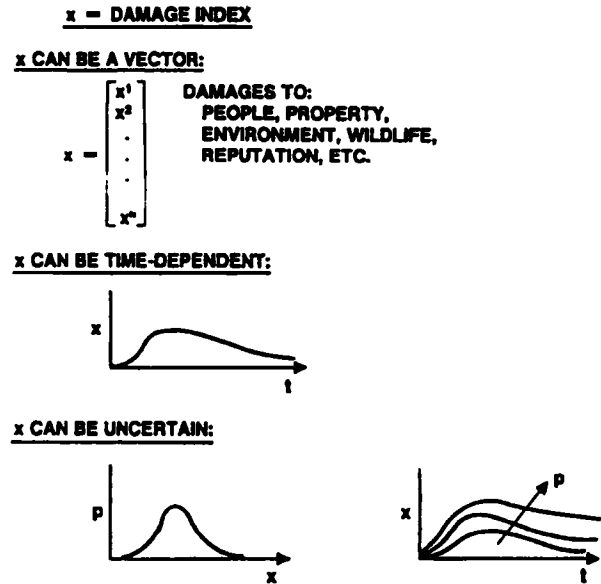 x = DAMAGE INDEX
x CAN BE A VECTOR:
x¹ DAMAGES TO:
x² PEOPLE, PROPERTY,
. ENVIRONMENT, WILDLIFE,
x = . REPUTATION, ETC.
.
xⁿ
x CAN BE TIME-DEPENDENT:
x
t
x CAN BE UNCERTAIN:
p
x
x
p
t